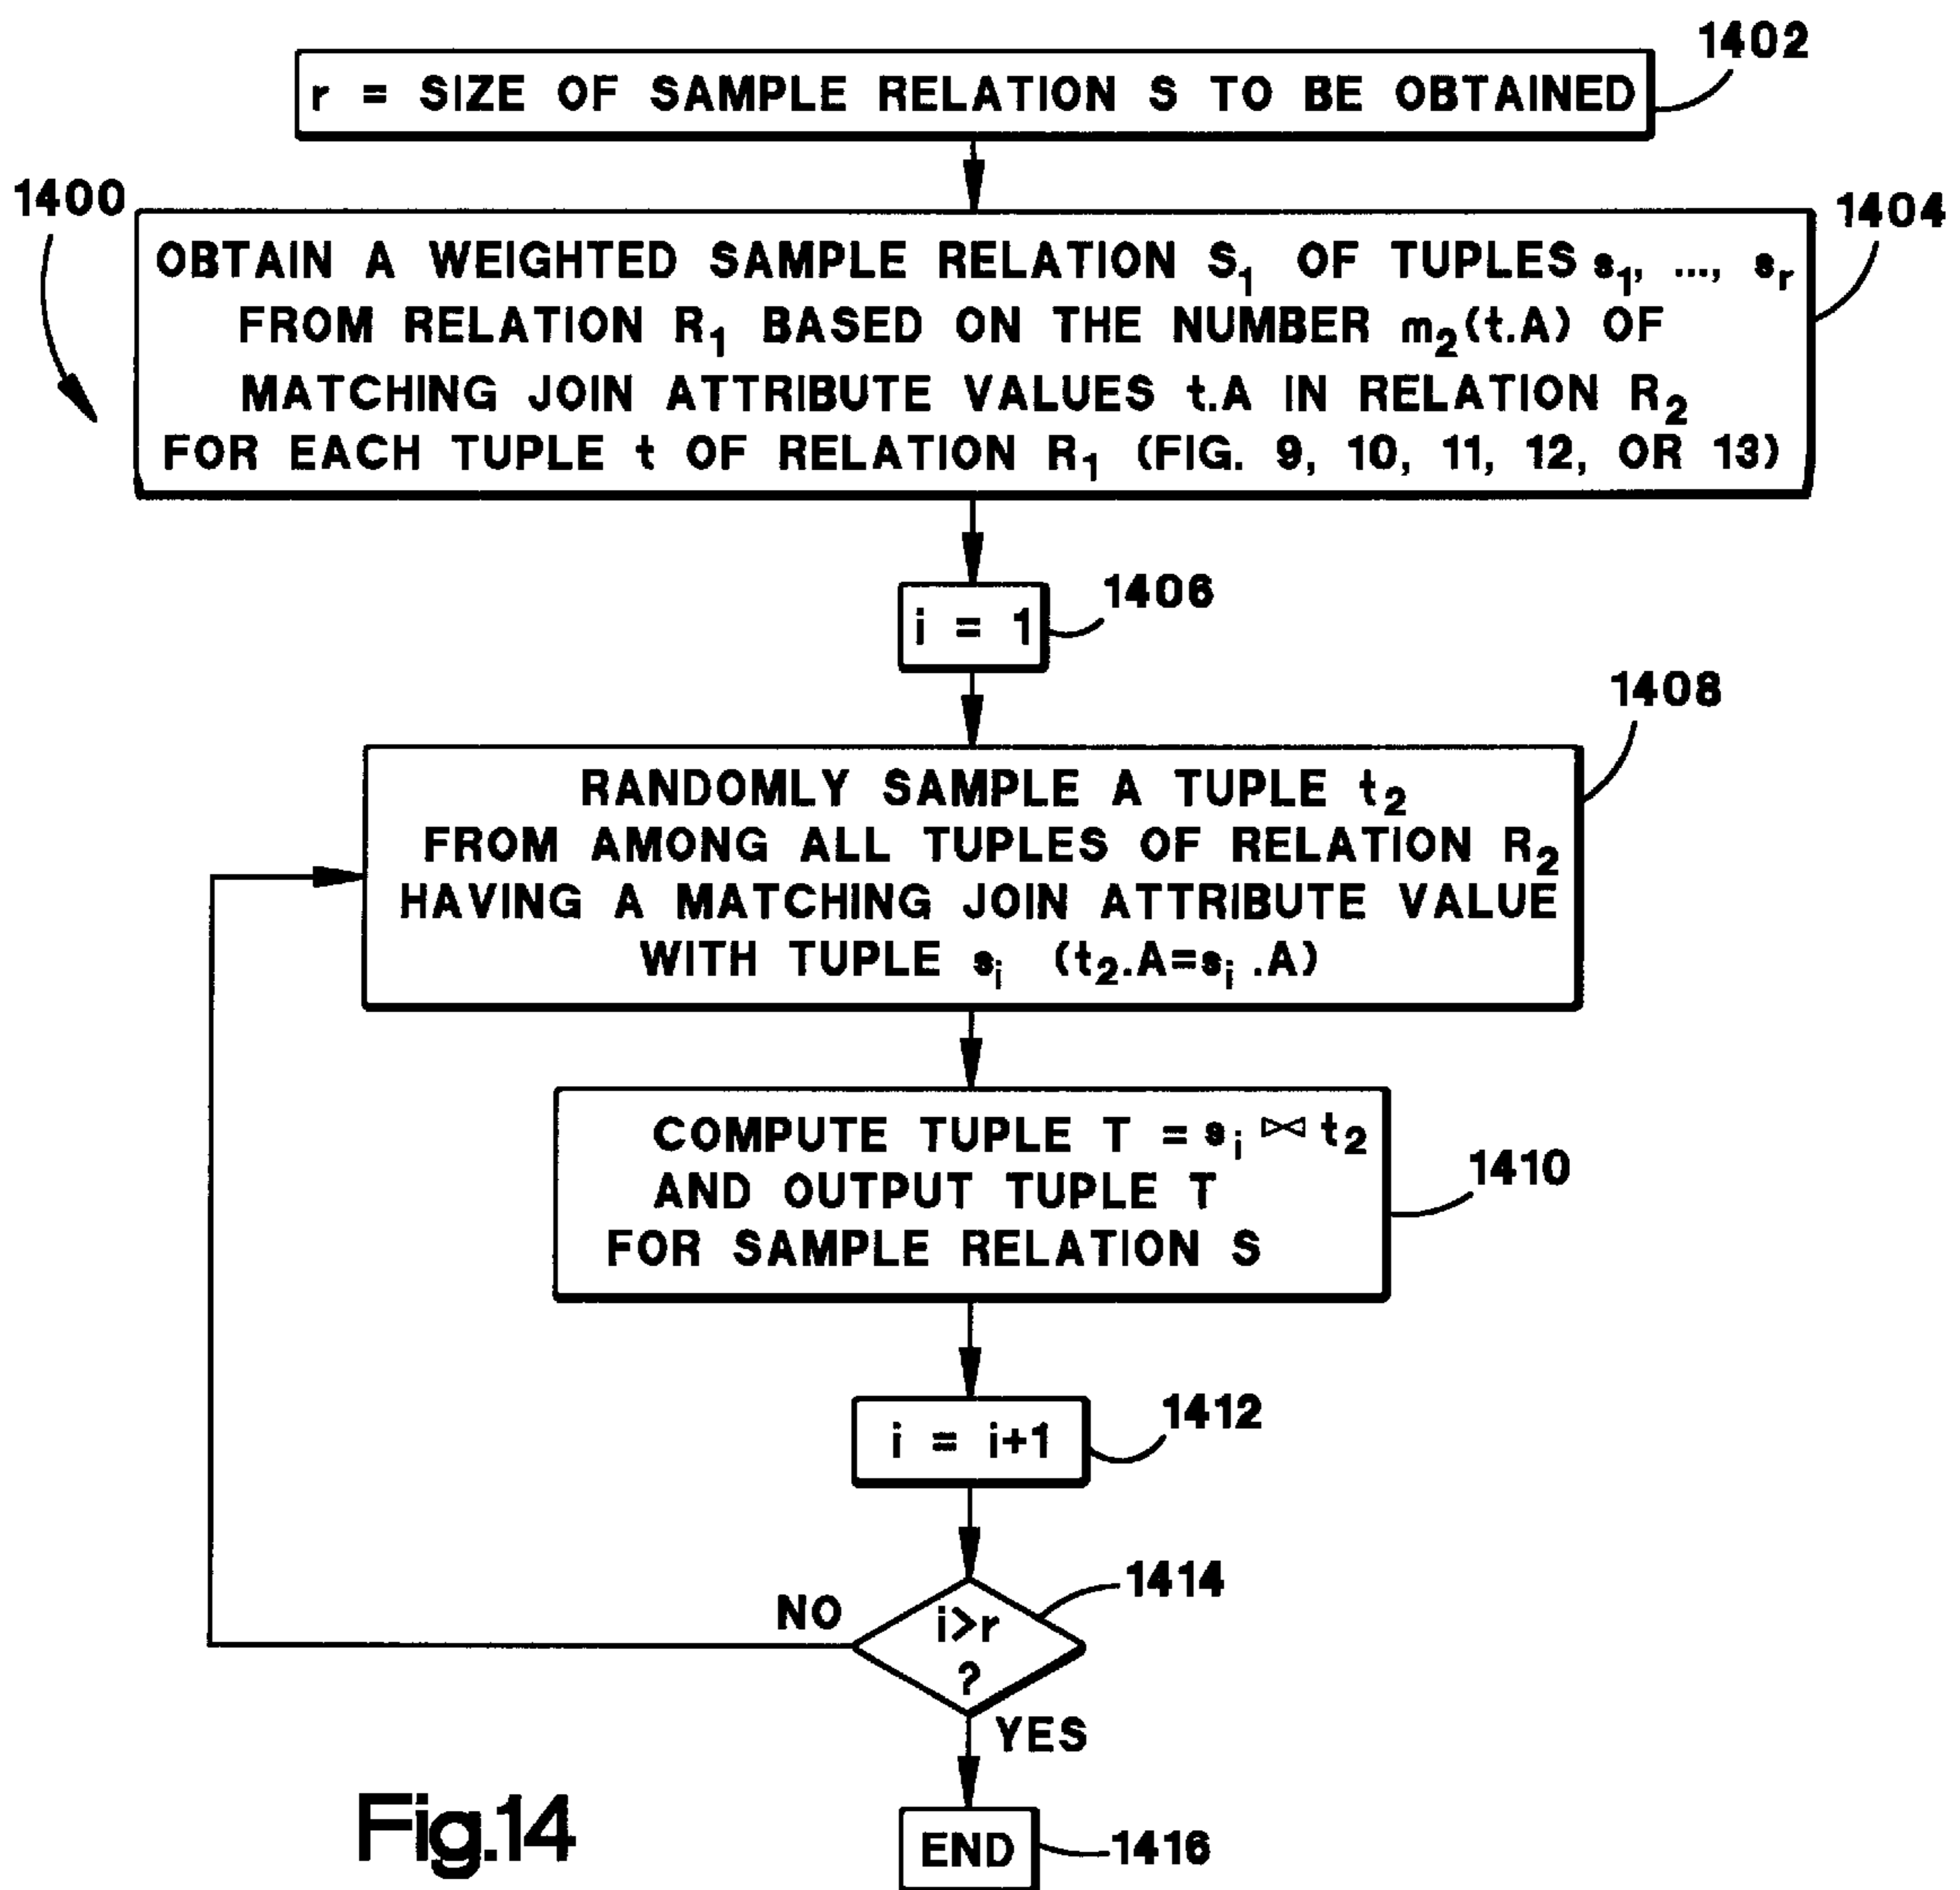 1402
r = SIZE OF SAMPLE RELATION S TO BE OBTAINED
1400
1404
OBTAIN A WEIGHTED SAMPLE RELATION S₁ OF TUPLES s₁, ..., sᵣ
FROM RELATION R₁ BASED ON THE NUMBER m₂(t.A) OF
MATCHING JOIN ATTRIBUTE VALUES t.A IN RELATION R₂
FOR EACH TUPLE t OF RELATION R₁ (FIG. 9, 10, 11, 12, OR 13)
1406
i = 1
1408
RANDOMLY SAMPLE A TUPLE t₂
FROM AMONG ALL TUPLES OF RELATION R₂
HAVING A MATCHING JOIN ATTRIBUTE VALUE
WITH TUPLE sᵢ (t₂.A=sᵢ.A)
COMPUTE TUPLE T = sᵢ ⋈ t₂
AND OUTPUT TUPLE T
FOR SAMPLE RELATION S
1410
1412
i = i+1
1414
NO
i>r
?
YES
Fig.14
END
1416